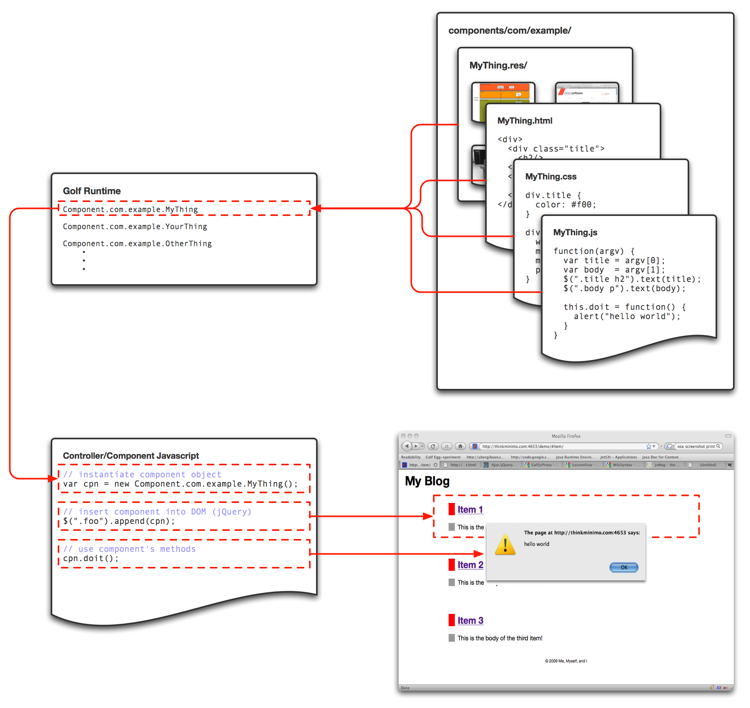 components/com/example/
MyThing.res/
MyThing.html
<div>
<div class="title">
<h2/>
<
<
<
</d
MyThing.css
div.title {
color: #f00;
}
div
w
m
m
p
}
MyThing.js
function(argv) {
var title = argv[0];
var body = argv[1];
$(".title h2").text(title);
$(".body p").text(body);
this.doit = function() {
alert("hello world");
}
}
Golf Runtime
Component.com.example.MyThing
Component.com.example.YourThing
Component.com.example.OtherThing
Controller/Component Javascript
// instantiate component object
var cpn = new Component.com.example.MyThing();
// insert component into DOM (jQuery)
$(".foo").append(cpn);
// use component's methods
cpn.doit();
Mozilla Firefox
http://thinkminimo.com:4653/demo/#item/
osx screenshot print
My Blog
Item 1
This is the
The page at http://thinkminimo.com:4653 says:
hello world
OK
Item 2
This is the
Item 3
This is the body of the third item!
© 2009 Me, Myself, and I
Done